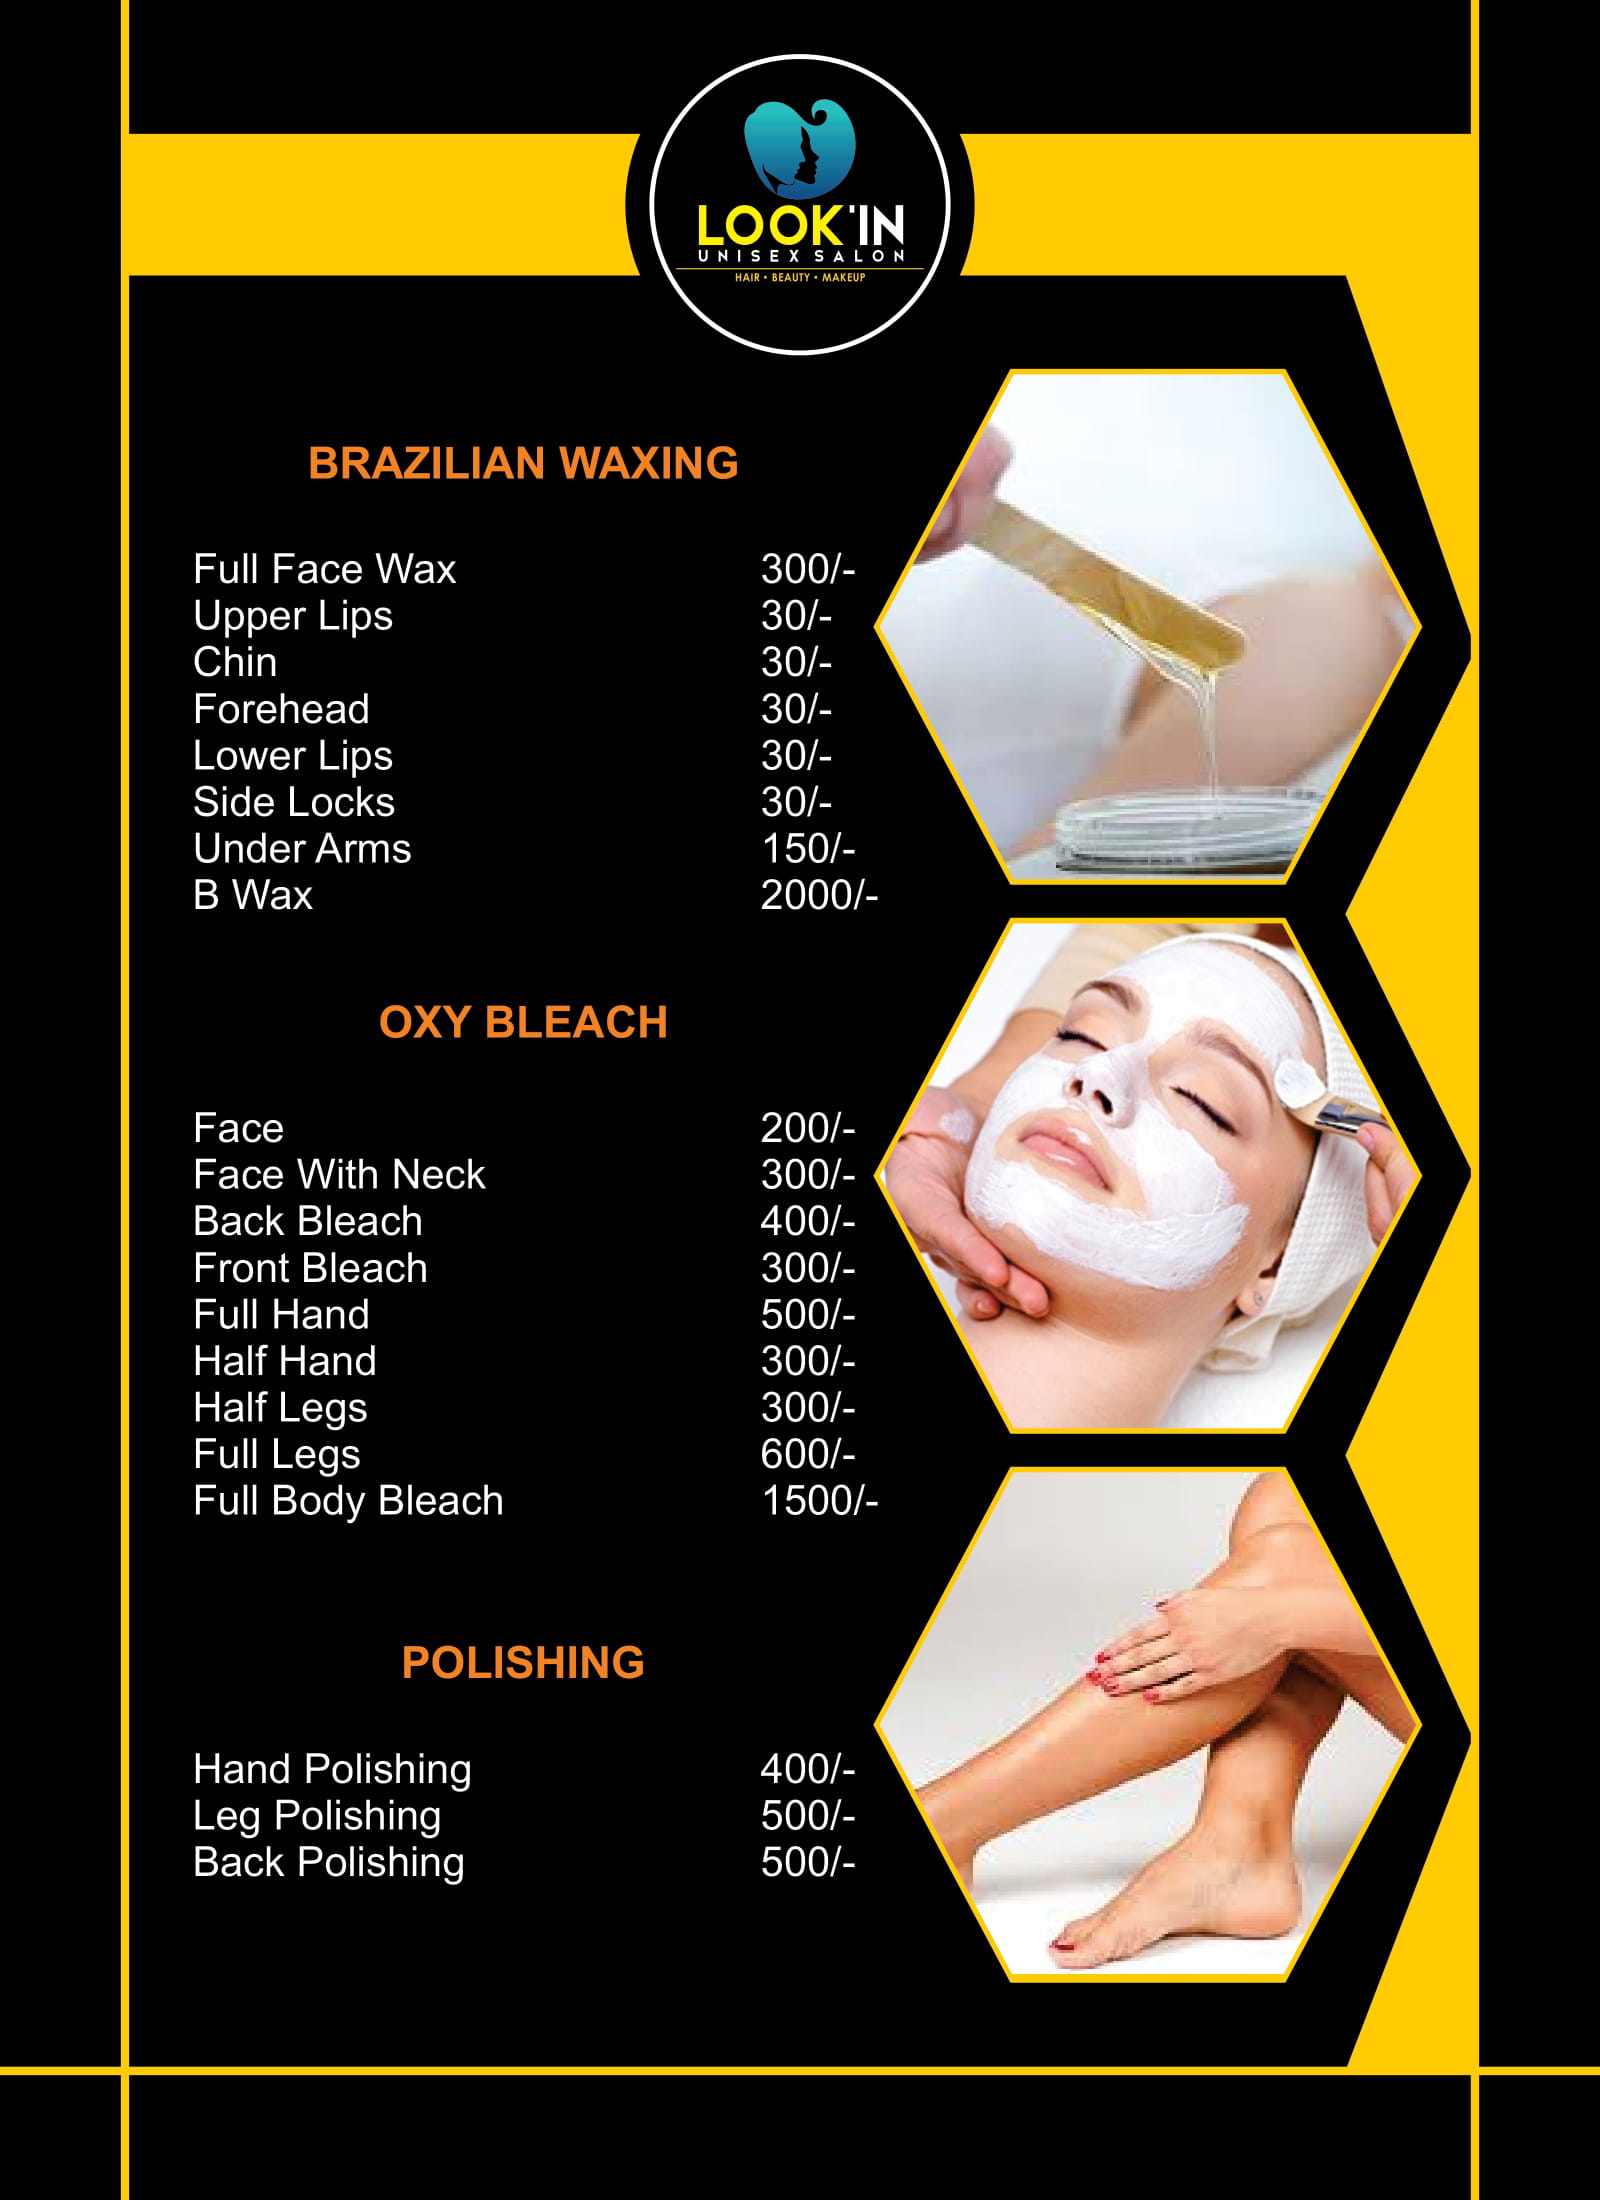 LOOK'IN
UNISEX SALON
HAIR • BEAUTY • MAKEUP
BRAZILIAN WAXING
Full Face Wax 300/-
Upper Lips 30/-
Chin 30/-
Forehead 30/-
Lower Lips 30/-
Side Locks 30/-
Under Arms 150/-
B Wax 2000/-
OXY BLEACH
Face 200/-
Face With Neck 300/-
Back Bleach 400/-
Front Bleach 300/-
Full Hand 500/-
Half Hand 300/-
Half Legs 300/-
Full Legs 600/-
Full Body Bleach 1500/-
POLISHING
Hand Polishing 400/-
Leg Polishing 500/-
Back Polishing 500/-